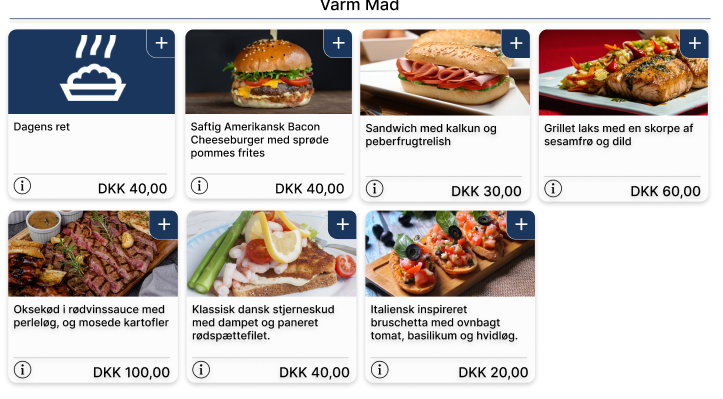 Varm Mad
Dagens ret
DKK 40,00
Saftig Amerikansk Bacon
Cheeseburger med sprøde
pommes frites
DKK 40,00
Sandwich med kalkun og
peberfrugtrelish
DKK 30,00
Grillet laks med en skorpe af
sesamfrø og dild
DKK 60,00
Oksekød i rødvinssauce med
perleløg, og mosede kartofler
DKK 100,00
Klassisk dansk stjerneskud
med dampet og paneret
rødspættefilet.
DKK 40,00
Italiensk inspireret
bruschetta med ovnbagt
tomat, basilikum og hvidløg.
DKK 20,00